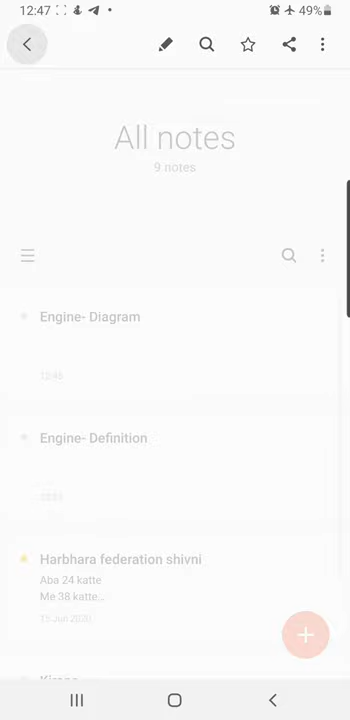 12:47
49%
All notes
9 notes
Engine- Diagram
12:46
Engine- Definition
Harbhara federation shivni
Aba 24 katte
Me 38 katte...
15 Jun 2020